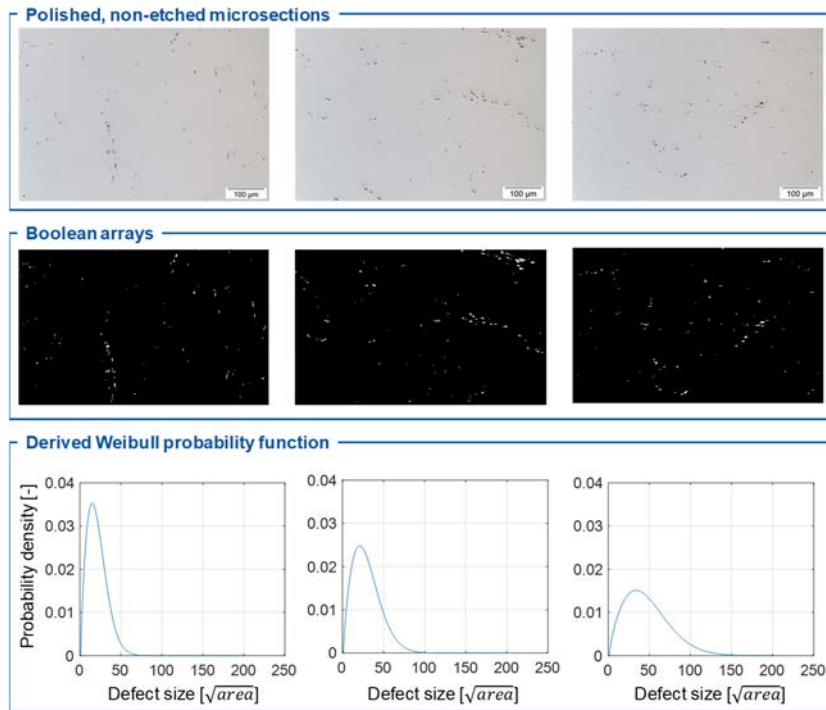 Polished, non-etched microsections
100 µm
100 µm
100 µm
Boolean arrays
Derived Weibull probability function
Probability density [-]
0.04
0.03
0.02
0.01
0
0 50 100 150 200 250
Defect size [√area]
0.04
0.03
0.02
0.01
0
0 50 100 150 200 250
Defect size [√area]
0.04
0.03
0.02
0.01
0
0 50 100 150 200 250
Defect size [√area]